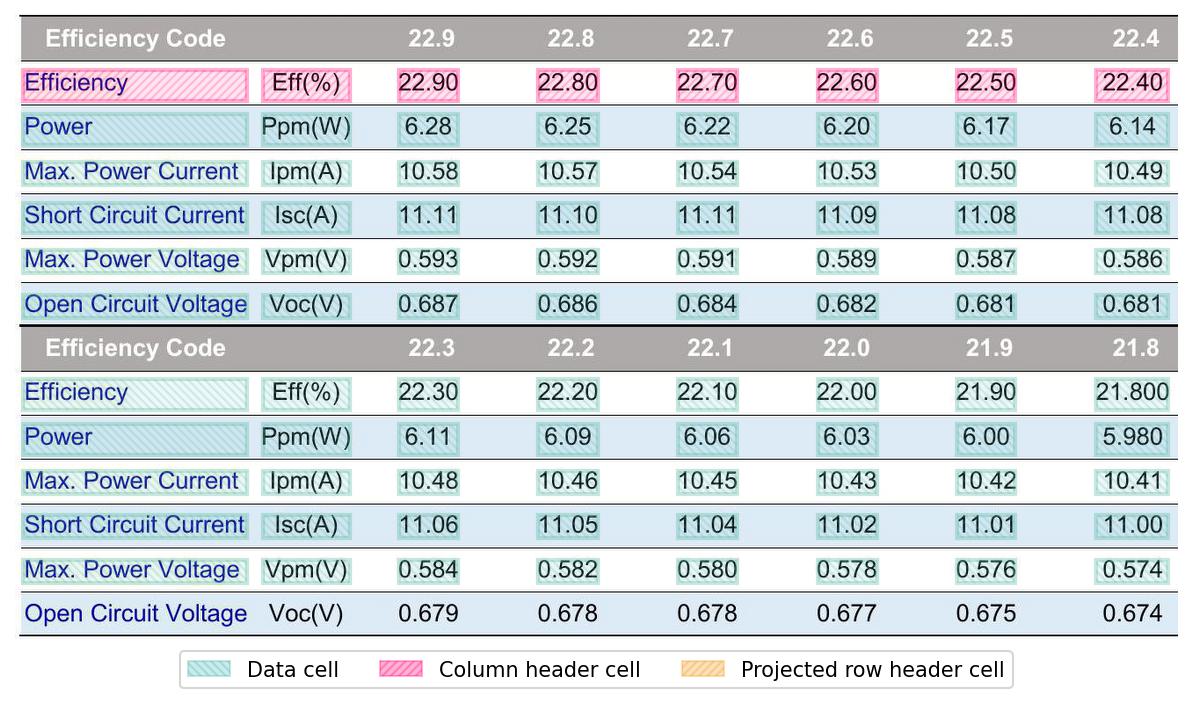 Efficiency Code 22.9 22.8 22.7 22.6 22.5 22.4
Efficiency Eff(%) 22.90 22.80 22.70 22.60 22.50 22.40
Power Ppm(W) 6.28 6.25 6.22 6.20 6.17 6.14
Max. Power Current Ipm(A) 10.58 10.57 10.54 10.53 10.50 10.49
Short Circuit Current Isc(A) 11.11 11.10 11.11 11.09 11.08 11.08
Max. Power Voltage Vpm(V) 0.593 0.592 0.591 0.589 0.587 0.586
Open Circuit Voltage Voc(V) 0.687 0.686 0.684 0.682 0.681 0.681
Efficiency Code 22.3 22.2 22.1 22.0 21.9 21.8
Efficiency Eff(%) 22.30 22.20 22.10 22.00 21.90 21.800
Power Ppm(W) 6.11 6.09 6.06 6.03 6.00 5.980
Max. Power Current Ipm(A) 10.48 10.46 10.45 10.43 10.42 10.41
Short Circuit Current Isc(A) 11.06 11.05 11.04 11.02 11.01 11.00
Max. Power Voltage Vpm(V) 0.584 0.582 0.580 0.578 0.576 0.574
Open Circuit Voltage Voc(V) 0.679 0.678 0.678 0.677 0.675 0.674
Data cell Column header cell Projected row header cell